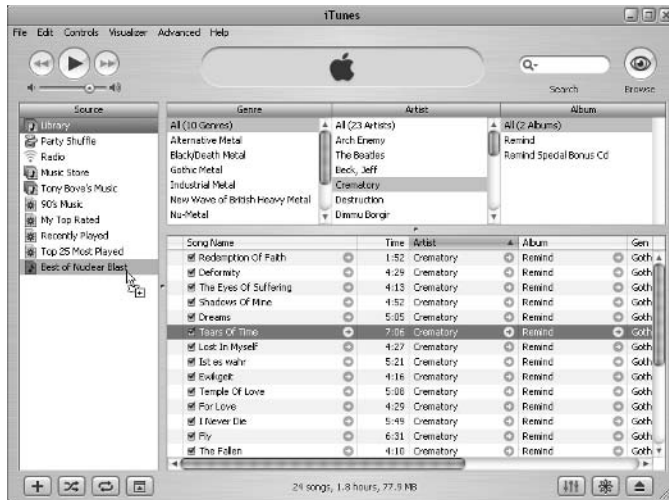 iTunes
File Edit Controls Visualizer Advanced Help
Search
Browse
Source
Library
Party Shuffle
Radio
Music Store
Tony Bove's Music
90's Music
My Top Rated
Recently Played
Top 25 Most Played
Best of Nuclear Blast
Genre
All (10 Genres)
Alternative Metal
Black/Death Metal
Gothic Metal
Industrial Metal
New Wave of British Heavy Metal
Nu-Metal
Artist
All (23 Artists)
Arch Enemy
The Beatles
Beck, Jeff
Crematory
Destruction
Dimmu Borgir
Album
All (2 Albums)
Remind
Remind Special Bonus Cd
Song Name Time Artist Album Gen
Redemption Of Faith 1:52 Crematory Remind Goth
Deformity 4:29 Crematory Remind Goth
The Eyes Of Suffering 4:13 Crematory Remind Goth
Shadows Of Mine 4:52 Crematory Remind Goth
Dreams 5:05 Crematory Remind Goth
Tears Of Time 7:06 Crematory Remind Goth
Lost In Myself 4:27 Crematory Remind Goth
Ist es wahr 5:21 Crematory Remind Goth
Ewikgeit 4:16 Crematory Remind Goth
Temple Of Love 5:08 Crematory Remind Goth
For Love 4:29 Crematory Remind Goth
I Never Die 5:49 Crematory Remind Goth
Fly 6:31 Crematory Remind Goth
The Fallen 4:10 Crematory Remind Goth
24 songs, 1.8 hours, 77.9 MB